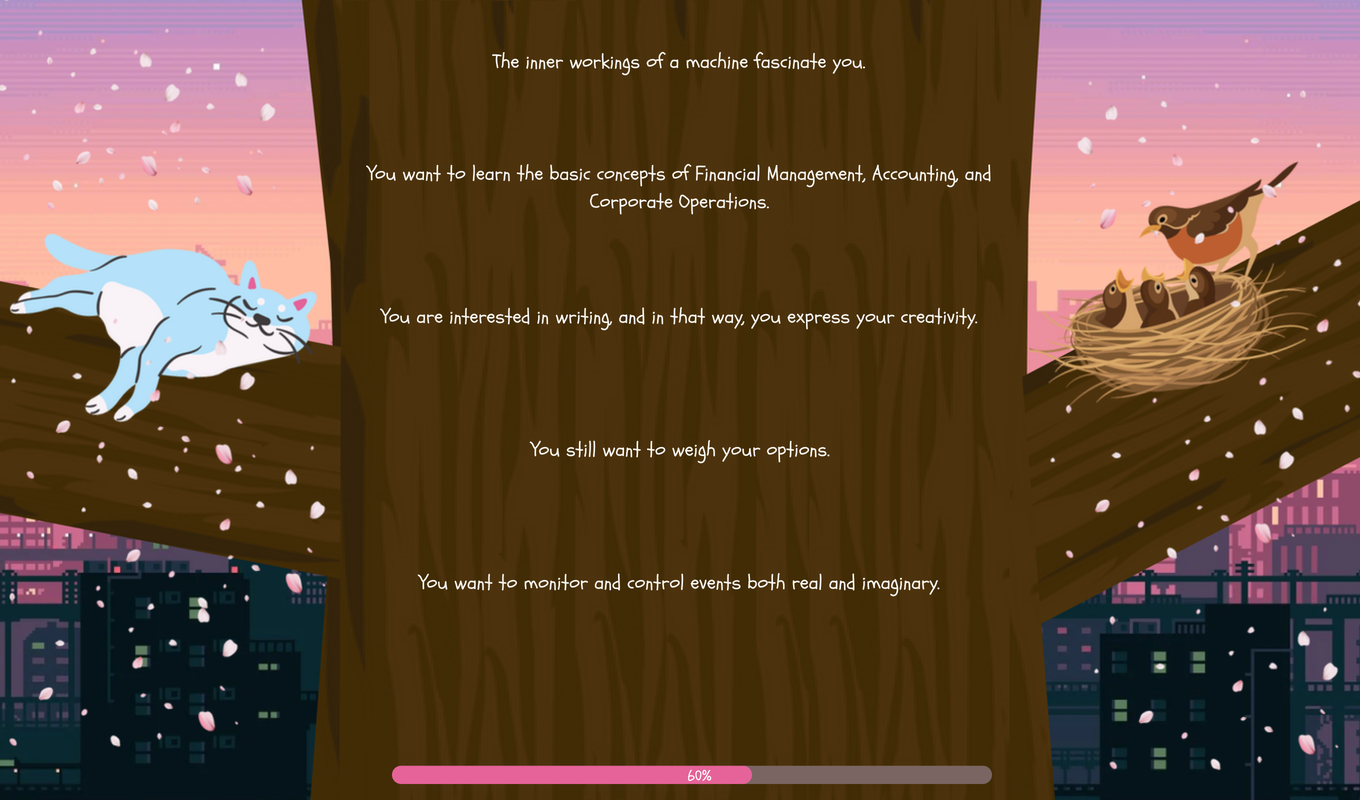 The inner workings of a machine fascinate you.
You want to learn the basic concepts of Financial Management, Accounting, and
Corporate Operations.
You are interested in writing, and in that way, you express your creativity.
You still want to weigh your options.
You want to monitor and control events both real and imaginary.
60%